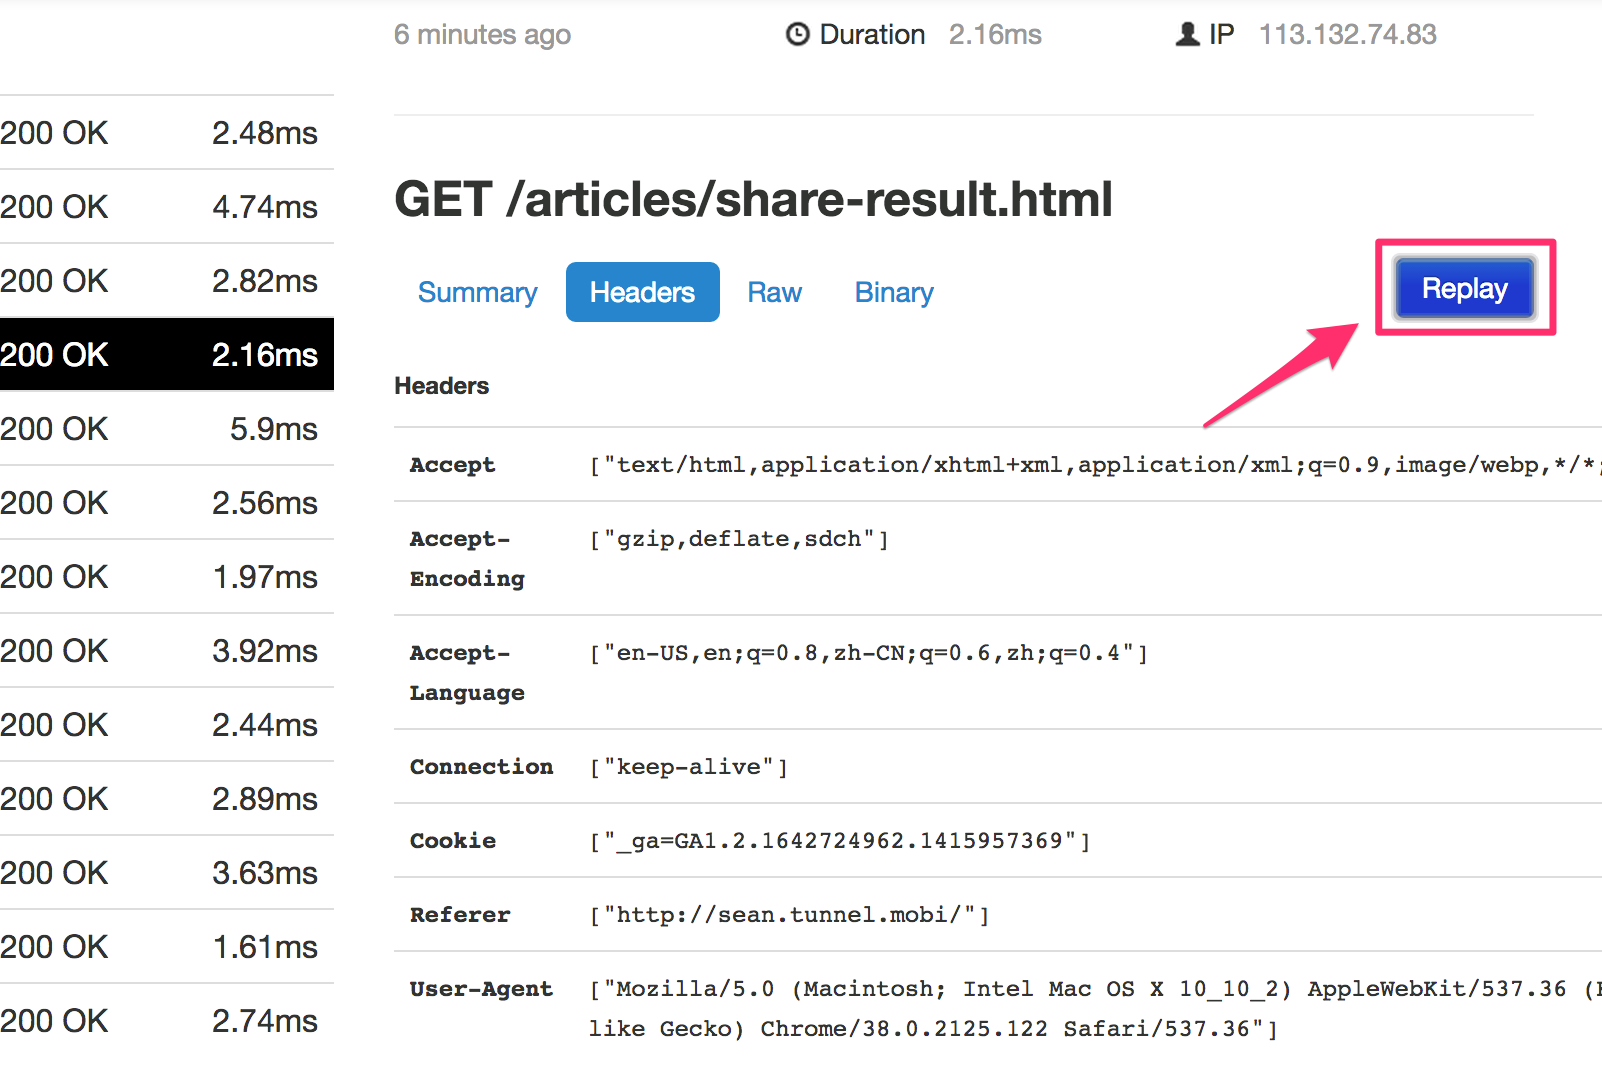 6 minutes ago
Duration 2.16ms
IP 113.132.74.83
200 OK 2.48ms
200 OK 4.74ms
200 OK 2.82ms
200 OK 2.16ms
200 OK 5.9ms
200 OK 2.56ms
200 OK 1.97ms
200 OK 3.92ms
200 OK 2.44ms
200 OK 2.89ms
200 OK 3.63ms
200 OK 1.61ms
200 OK 2.74ms
GET /articles/share-result.html
Summary Headers Raw Binary
Replay
Headers
Accept ["text/html,application/xhtml+xml,application/xml;q=0.9,image/webp,*/*;
Accept-
Encoding
["gzip,deflate,sdch"]
Accept-
Language
["en-US,en;q=0.8,zh-CN;q=0.6,zh;q=0.4"]
Connection ["keep-alive"]
Cookie ["_ga=GA1.2.1642724962.1415957369"]
Referer ["http://sean.tunnel.mobi/"]
User-Agent ["Mozilla/5.0 (Macintosh; Intel Mac OS X 10_10_2) AppleWebKit/537.36 (
like Gecko) Chrome/38.0.2125.122 Safari/537.36"]